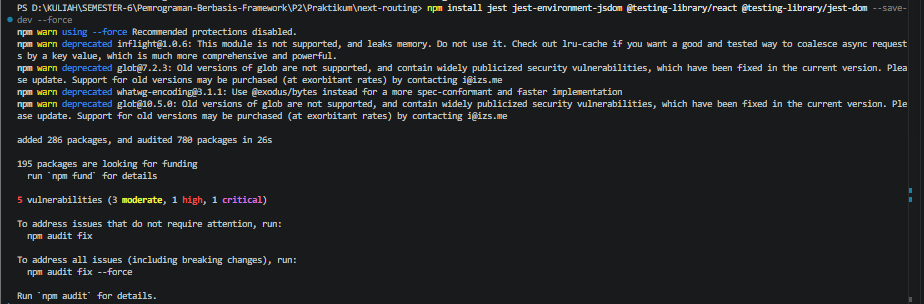 PS D:\KULIAH\SEMESTER-6\Pemrograman-Berbasis-Framework\P2\Praktikum\next-routing> npm install jest jest-environment-jsdom @testing-library/react @testing-library/jest-dom --save-
dev --force
npm warn using --force Recommended protections disabled.
npm warn deprecated inflight@1.0.6: This module is not supported, and leaks memory. Do not use it. Check out lru-cache if you want a good and tested way to coalesce async request
s by a key value, which is much more comprehensive and powerful.
npm warn deprecated glob@7.2.3: Old versions of glob are not supported, and contain widely publicized security vulnerabilities, which have been fixed in the current version. Plea
se update. Support for old versions may be purchased (at exorbitant rates) by contacting i@izs.me
npm warn deprecated whatwg-encoding@3.1.1: Use @exodus/bytes instead for a more spec-conformant and faster implementation
npm warn deprecated glob@10.5.0: Old versions of glob are not supported, and contain widely publicized security vulnerabilities, which have been fixed in the current version. Ple
ase update. Support for old versions may be purchased (at exorbitant rates) by contacting i@izs.me
added 286 packages, and audited 780 packages in 26s
195 packages are looking for funding
run `npm fund` for details
5 vulnerabilities (3 moderate, 1 high, 1 critical)
To address issues that do not require attention, run:
npm audit fix
To address all issues (including breaking changes), run:
npm audit fix --force
Run `npm audit` for details.